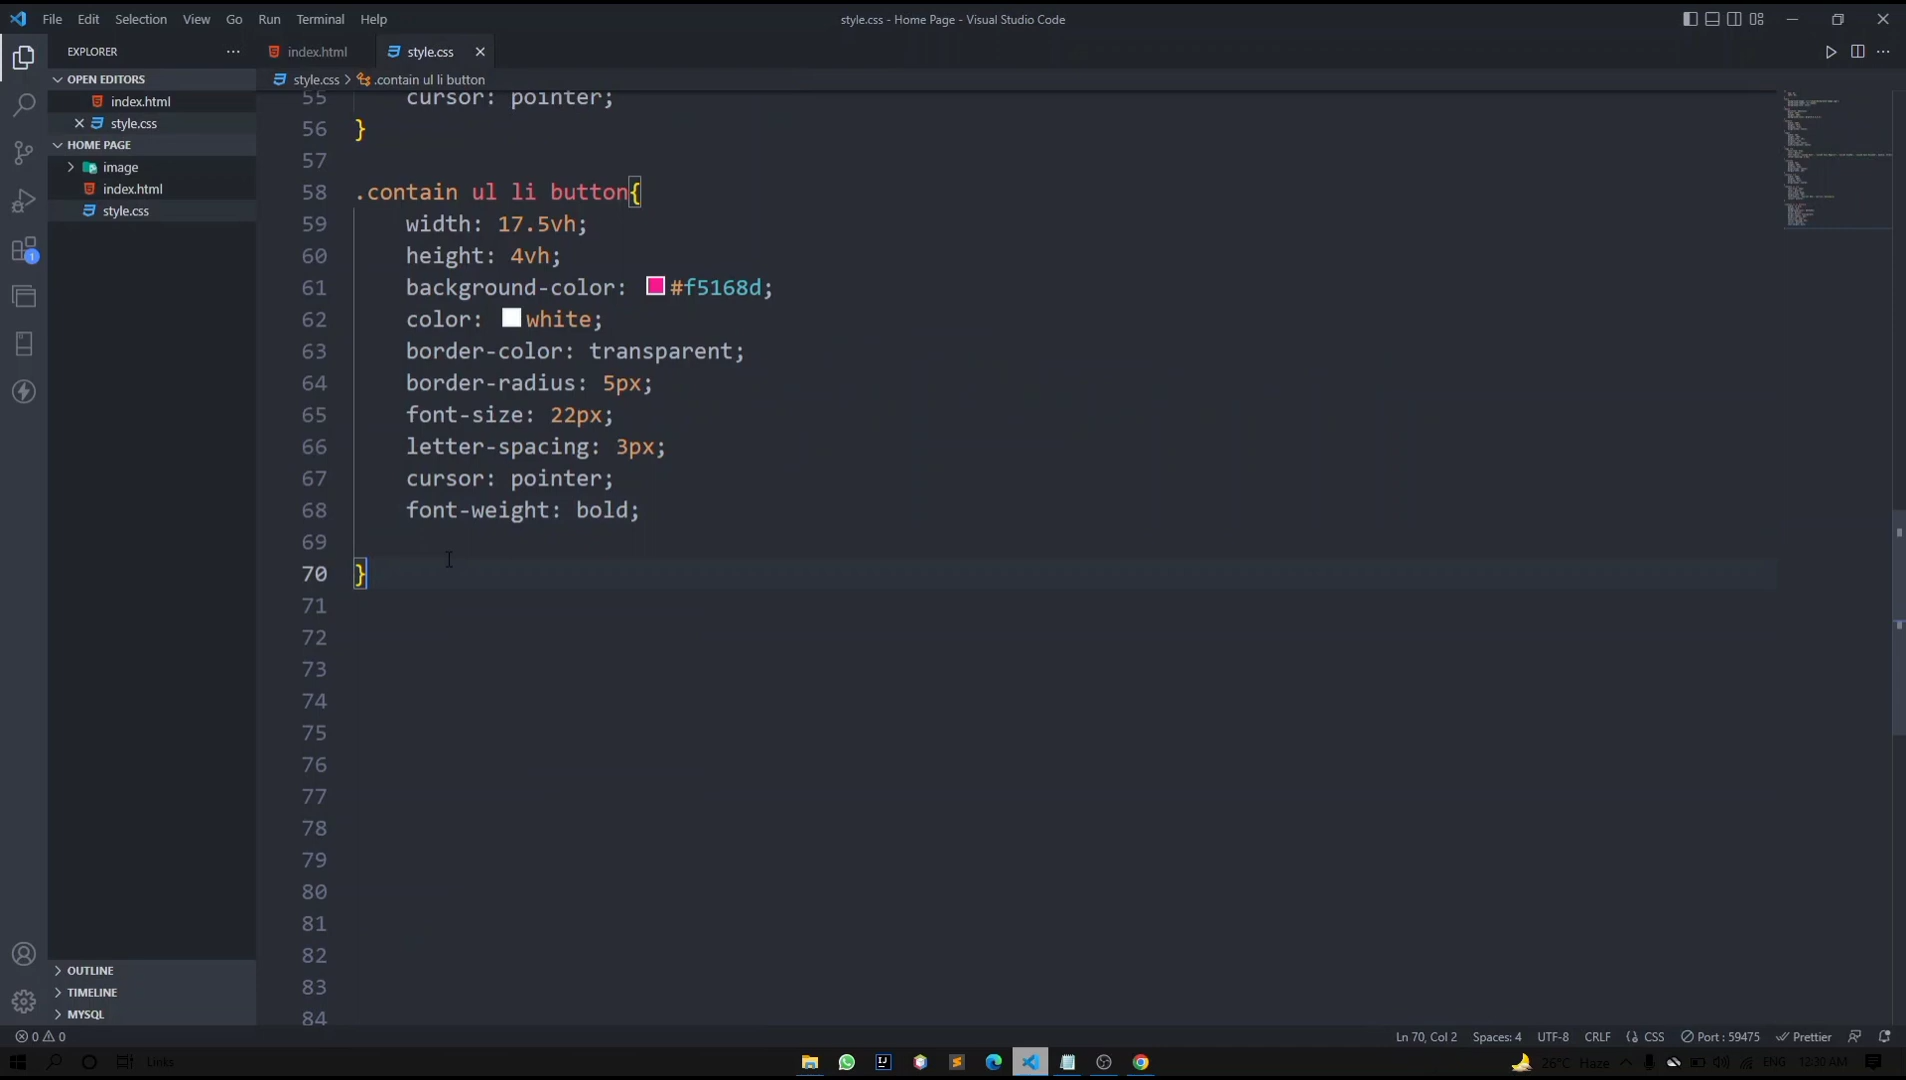 File Edit Selection View Go Run Terminal Help
style.css - Home Page - Visual Studio Code
EXPLORER
OPEN EDITORS
index.html
style.css
HOME PAGE
image
index.html
style.css
OUTLINE
TIMELINE
MYSQL
index.html style.css
style.css > .contain ul li button
55 cursor: pointer;
56 }
57
58 .contain ul li button{
59 width: 17.5vh;
60 height: 4vh;
61 background-color: #f5168d;
62 color: white;
63 border-color: transparent;
64 border-radius: 5px;
65 font-size: 22px;
66 letter-spacing: 3px;
67 cursor: pointer;
68 font-weight: bold;
69
70 }
71
72
73
74
75
76
77
78
79
80
81
82
83
84
1
0 0
Ln 70, Col 2 Spaces: 4 UTF-8 CRLF {} CSS Port : 59475 Prettier
Links
26°C Haze ENG 12:30 AM